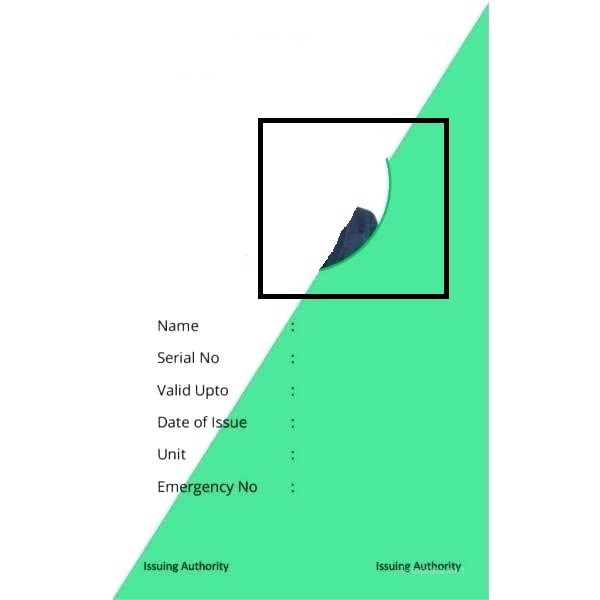 Name :
Serial No :
Valid Upto :
Date of Issue :
Unit :
Emergency No :
Issuing Authority Issuing Authority